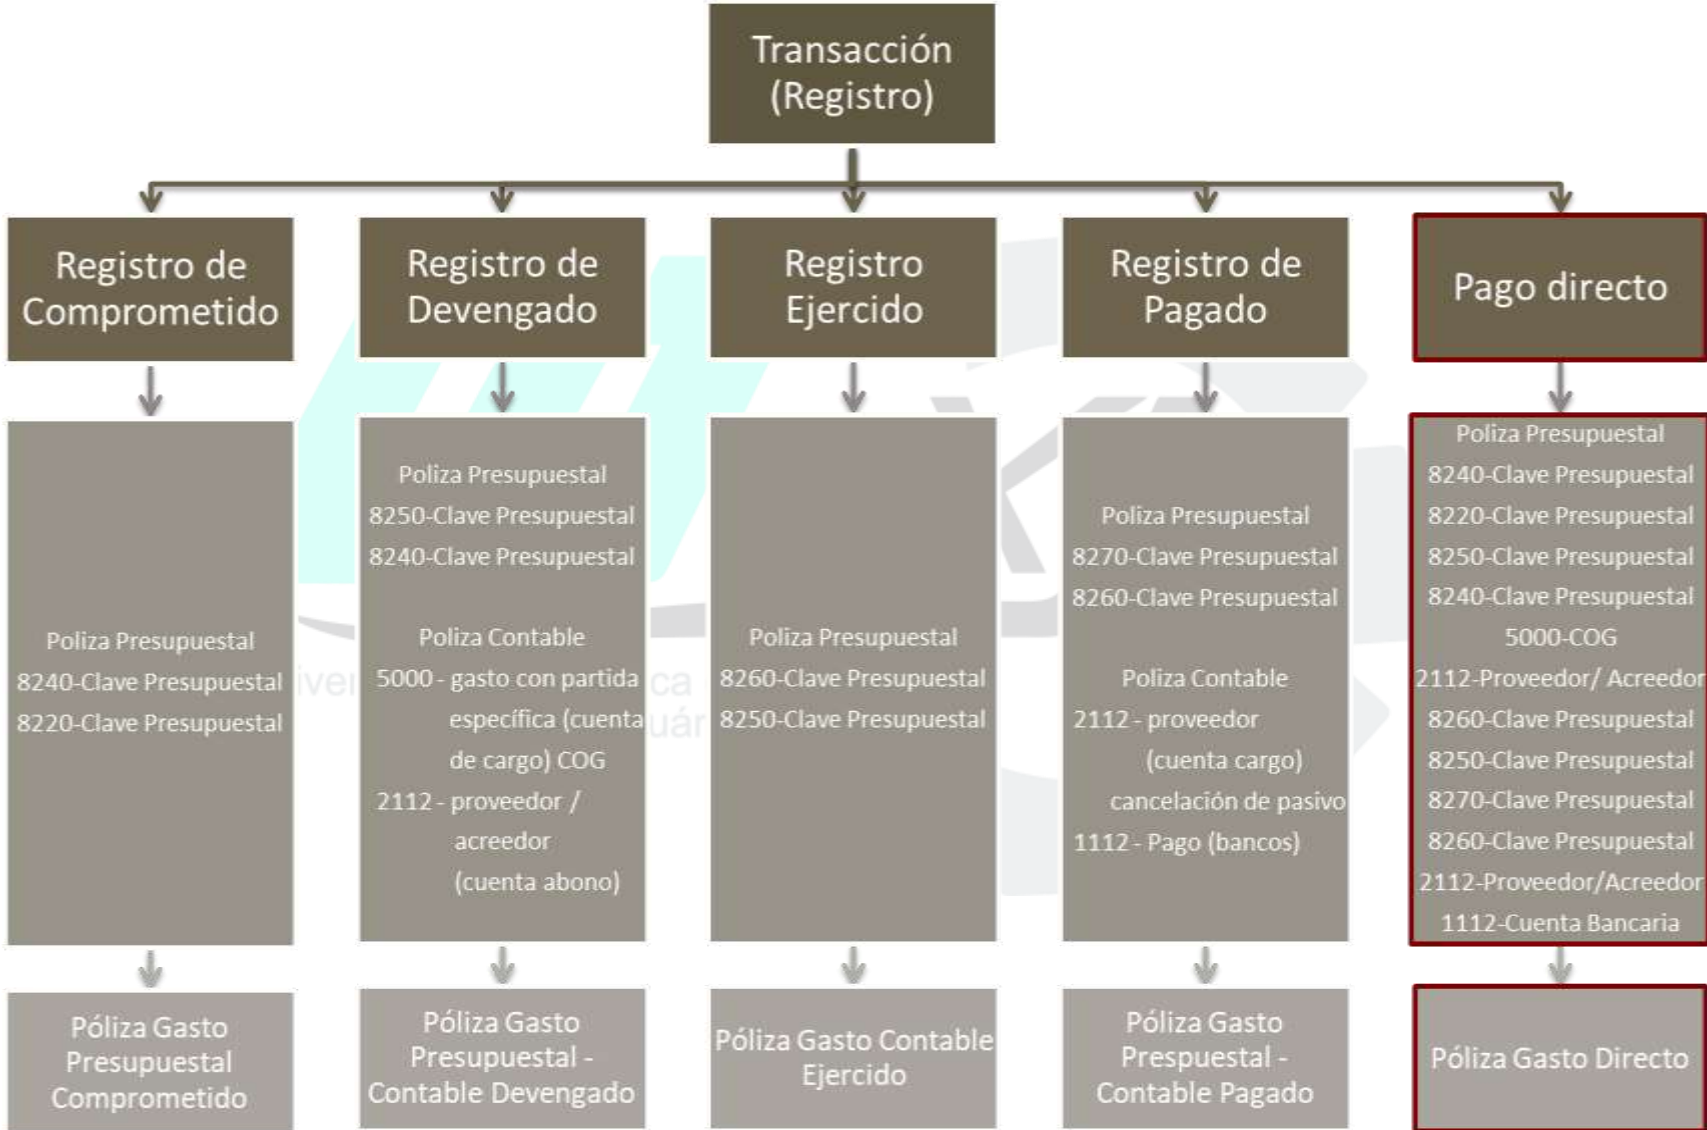 Transacción
(Registro)
Registro de
Comprometido
Registro de
Devengado
Registro
Ejercido
Registro de
Pagado
Pago directo
Poliza Presupuestal
8240-Clave Presupuestal
8220-Clave Presupuestal
Poliza Presupuestal
8250-Clave Presupuestal
8240-Clave Presupuestal
Poliza Contable
5000 - gasto con partida
específica (cuenta
de cargo) COG
2112 - proveedor /
acreedor
(cuenta abono)
Poliza Presupuestal
8260-Clave Presupuestal
8250-Clave Presupuestal
Poliza Presupuestal
8270-Clave Presupuestal
8260-Clave Presupuestal
Poliza Contable
2112 - proveedor
(cuenta cargo)
cancelación de pasivo
1112 - Pago (bancos)
Poliza Presupuestal
8240-Clave Presupuestal
8220-Clave Presupuestal
8250-Clave Presupuestal
8240-Clave Presupuestal
5000-COG
2112-Proveedor/ Acreedor
8260-Clave Presupuestal
8250-Clave Presupuestal
8270-Clave Presupuestal
8260-Clave Presupuestal
2112-Proveedor/Acreedor
1112-Cuenta Bancaria
Póliza Gasto
Presupuestal
Comprometido
Póliza Gasto
Presupuestal -
Contable Devengado
Póliza Gasto Contable
Ejercido
Póliza Gasto
Prespuestal -
Contable Pagado
Póliza Gasto Directo